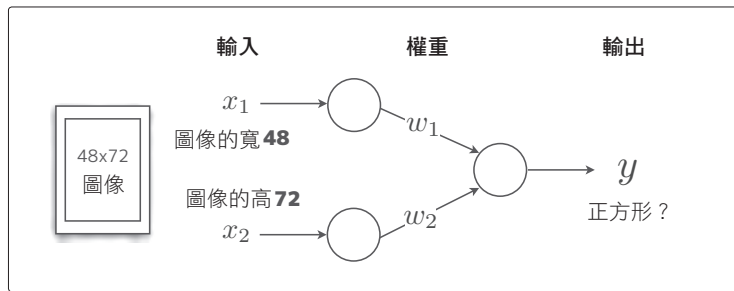 輸入 權重 輸出
x₁
w₁
圖像的寬48
48x72
圖像
y
圖像的高72
正方形？
w₂
x₂